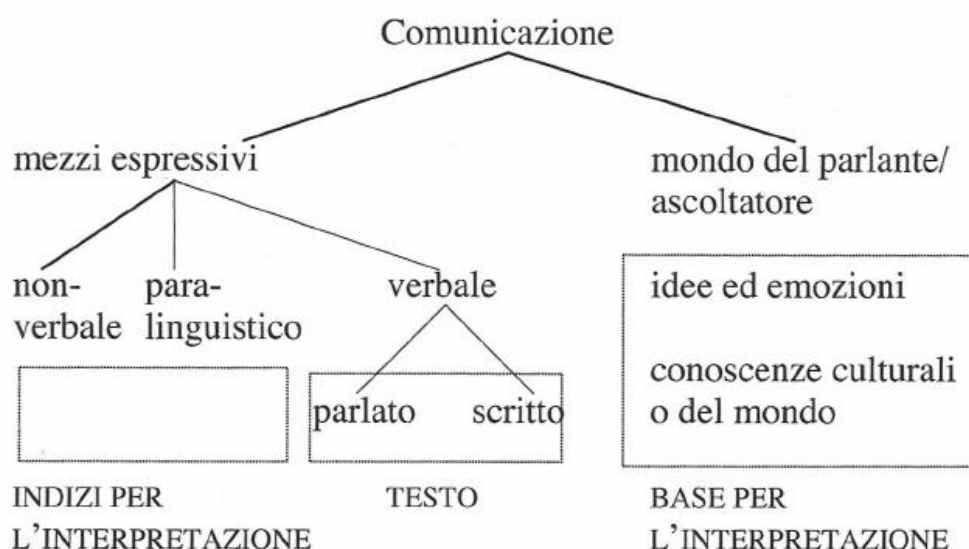 Comunicazione
mezzi espressivi
mondo del parlante/
ascoltatore
non-
verbale
para-
linguistico
verbale
idee ed emozioni
conoscenze culturali
o del mondo
parlato
scritto
INDIZI PER
L'INTERPRETAZIONE
TESTO
BASE PER
L'INTERPRETAZIONE